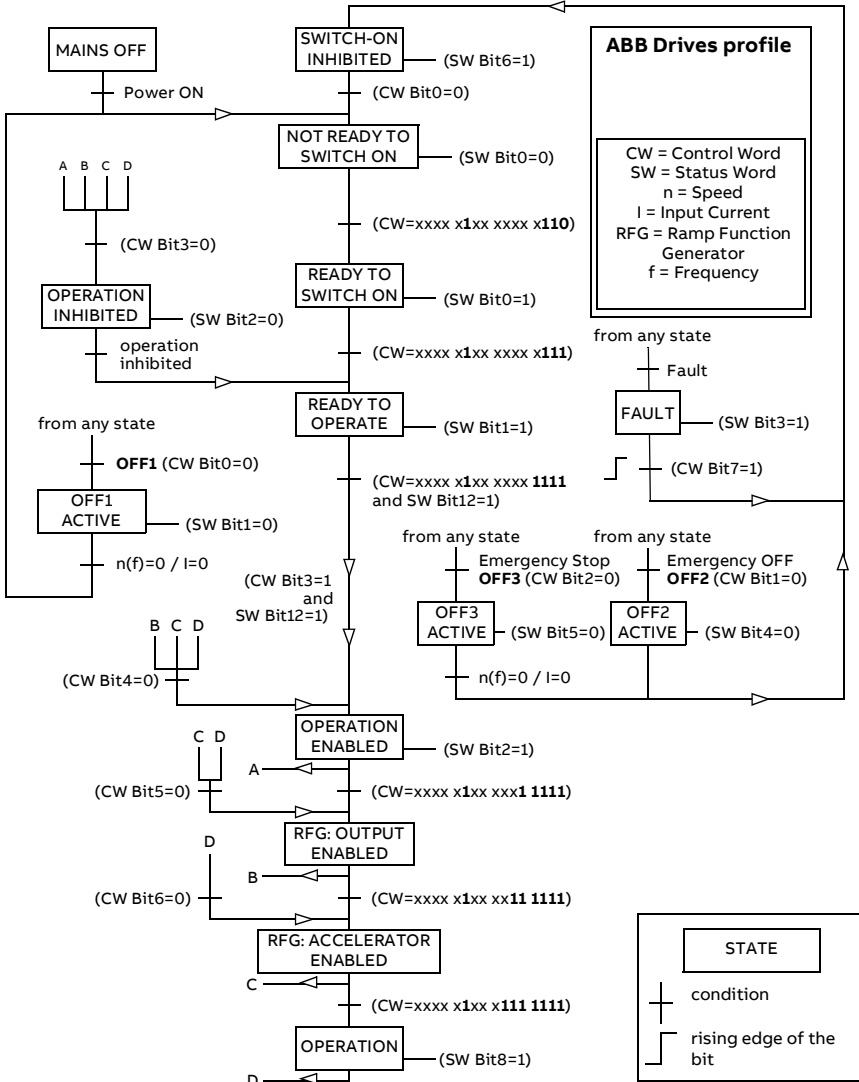 MAINS OFF
Power ON
SWITCH-ON
INHIBITED
(SW Bit6=1)
(CW Bit0=0)
NOT READY TO
SWITCH ON
(SW Bit0=0)
(CW=xxxx x1xx xxxx x110)
READY TO
SWITCH ON
(SW Bit0=1)
(CW=xxxx x1xx xxxx x111)
READY TO
OPERATE
(SW Bit1=1)
(CW=xxxx x1xx xxxx 1111
and SW Bit12=1)
A B C D
(CW Bit3=0)
OPERATION
INHIBITED
(SW Bit2=0)
operation
inhibited
from any state
OFF1 (CW Bit0=0)
OFF1
ACTIVE
(SW Bit1=0)
n(f)=0 / I=0
(CW Bit3=1
and
SW Bit12=1)
B C D
(CW Bit4=0)
OPERATION
ENABLED
(SW Bit2=1)
A
C D
(CW Bit5=0)
(CW=xxxx x1xx xxx1 1111)
RFG: OUTPUT
ENABLED
B
D
(CW Bit6=0)
(CW=xxxx x1xx xx11 1111)
RFG: ACCELERATOR
ENABLED
C
(CW=xxxx x1xx x111 1111)
OPERATION
(SW Bit8=1)
D
ABB Drives profile
CW = Control Word
SW = Status Word
n = Speed
I = Input Current
RFG = Ramp Function
Generator
f = Frequency
from any state
Fault
FAULT
(SW Bit3=1)
(CW Bit7=1)
from any state
Emergency Stop
OFF3 (CW Bit2=0)
OFF3
ACTIVE
(SW Bit5=0)
n(f)=0 / I=0
from any state
Emergency OFF
OFF2 (CW Bit1=0)
OFF2
ACTIVE
(SW Bit4=0)
STATE
condition
rising edge of the
bit